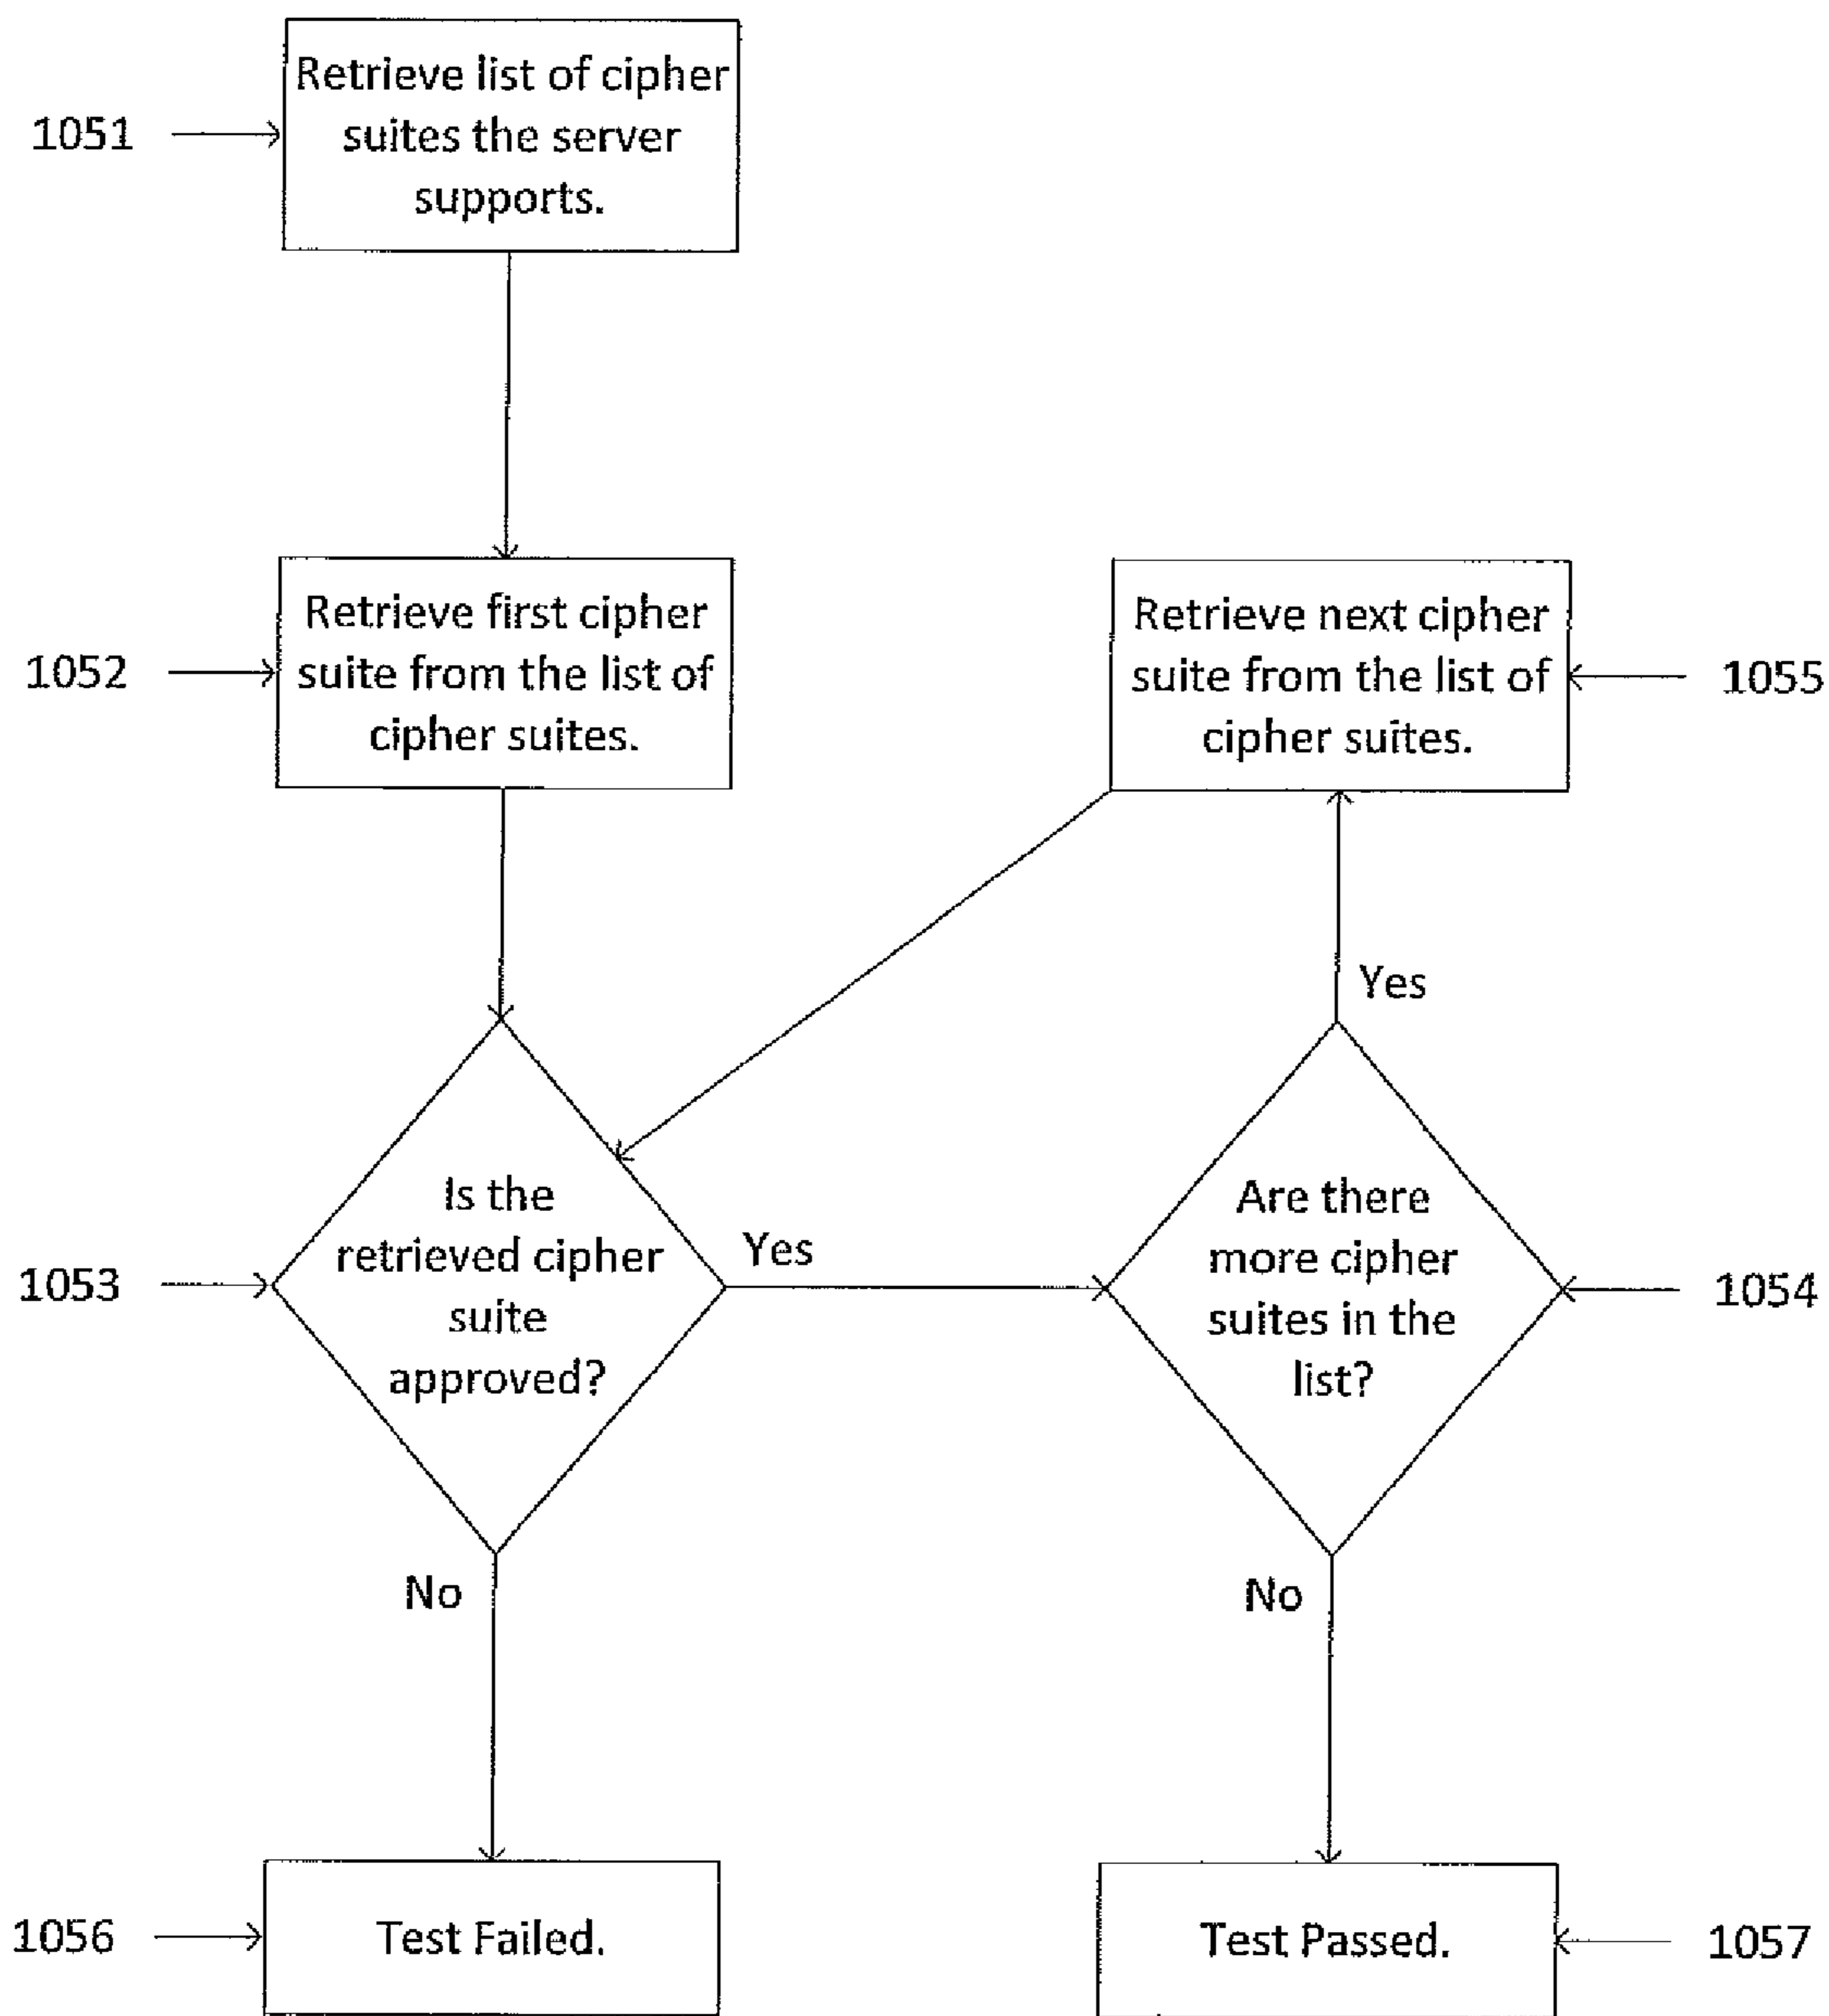 1051
Retrieve list of cipher
suites the server
supports.
1052
Retrieve first cipher
suite from the list of
cipher suites.
Retrieve next cipher
suite from the list of
cipher suites.
1055
Yes
1053
Is the
retrieved cipher
suite
approved?
Yes
Are there
more cipher
suites in the
list?
1054
No
No
1056
Test Failed.
Test Passed.
1057